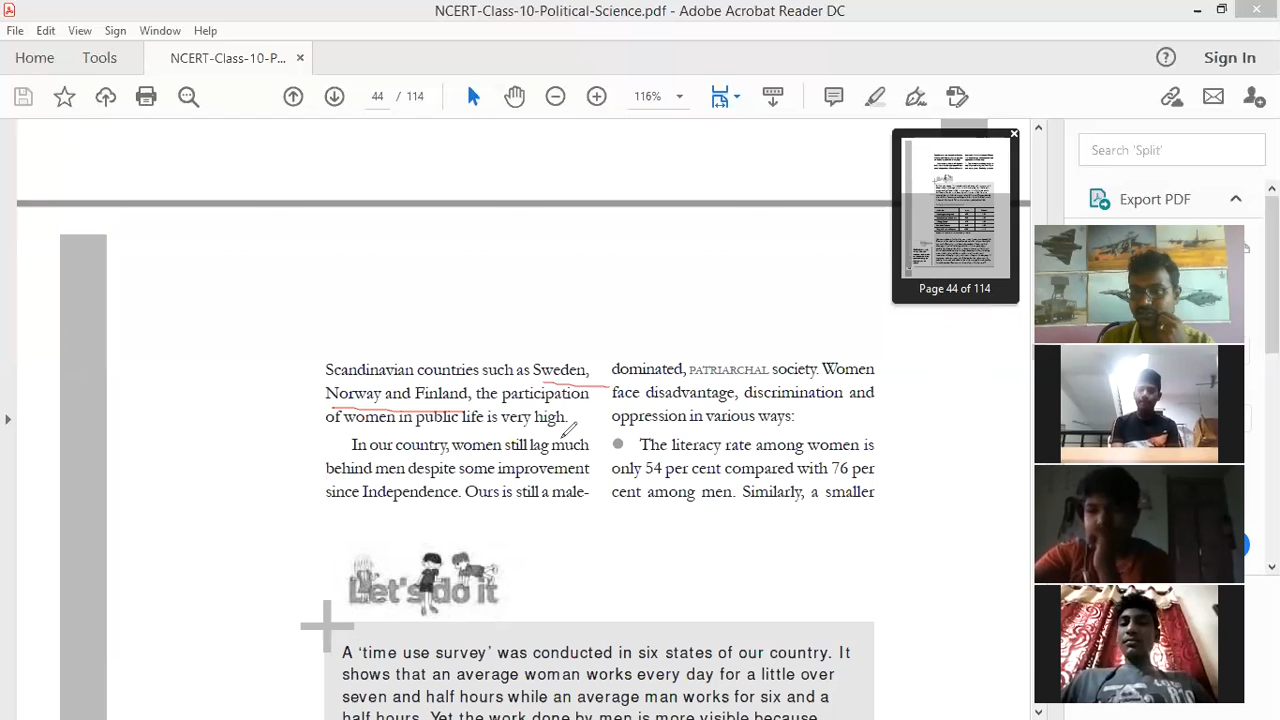 NCERT-Class-10-Political-Science.pdf - Adobe Acrobat Reader DC
File Edit View Sign Window Help
Home Tools NCERT-Class-10-P... × Sign In
44 / 114 116%
Search 'Split'
Export PDF
Page 44 of 114
Scandinavian countries such as Sweden,
Norway and Finland, the participation
of women in public life is very high.
In our country, women still lag much
behind men despite some improvement
since Independence. Ours is still a male-
dominated, PATRIARCHAL society. Women
face disadvantage, discrimination and
oppression in various ways:
● The literacy rate among women is
only 54 per cent compared with 76 per
cent among men. Similarly, a smaller
Let's do it
A ‘time use survey’ was conducted in six states of our country. It
shows that an average woman works every day for a little over
seven and half hours while an average man works for six and a
half hours. Yet the work done by men is more visible because